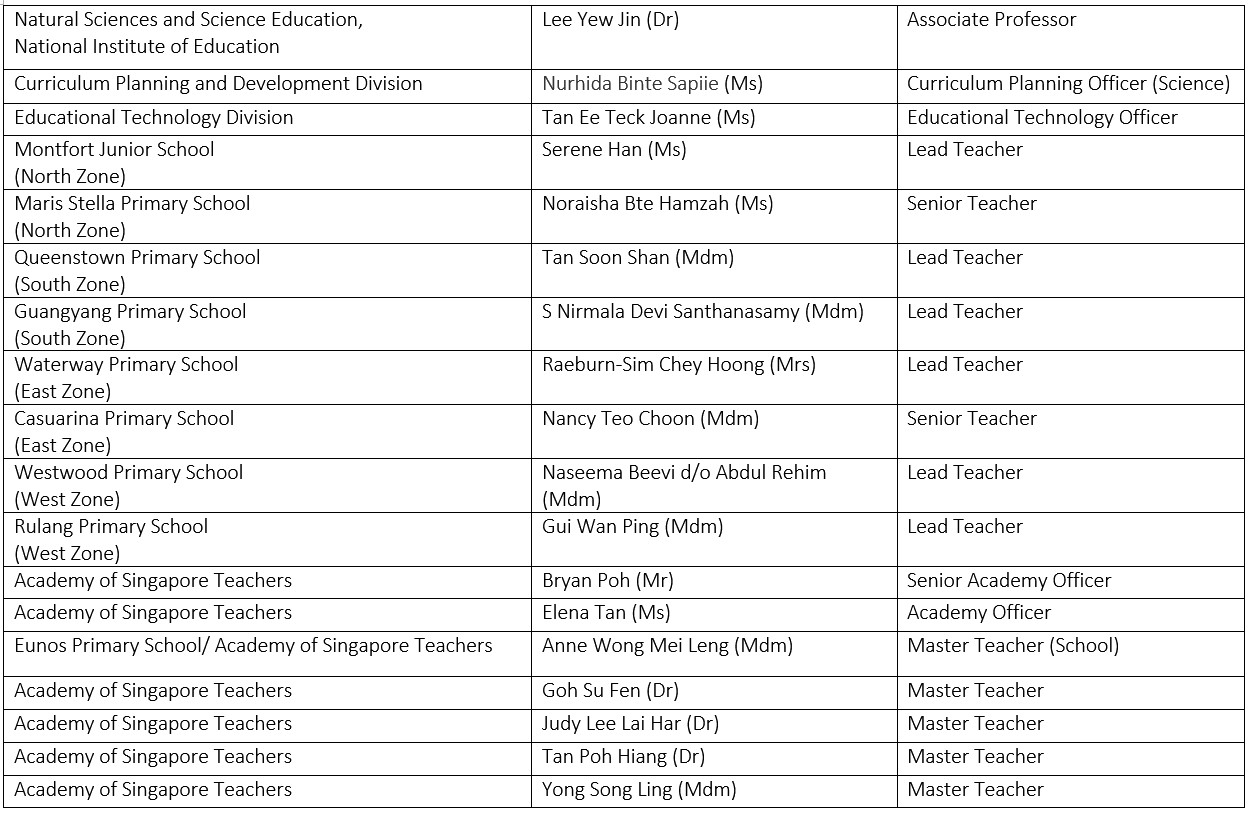 Natural Sciences and Science Education, Lee Yew Jin (Dr) Associate Professor
National Institute of Education
Curriculum Planning and Development Division Nurhida Binte Sapiie (Ms) Curriculum Planning Officer (Science)
Educational Technology Division Tan Ee Teck Joanne (Ms) Educational Technology Officer
Montfort Junior School Serene Han (Ms) Lead Teacher
(North Zone)
Maris Stella Primary School Noraisha Bte Hamzah (Ms) Senior Teacher
(North Zone)
Queenstown Primary School Tan Soon Shan (Mdm) Lead Teacher
(South Zone)
Guangyang Primary School S Nirmala Devi Santhanasamy (Mdm) Lead Teacher
(South Zone)
Waterway Primary School Raeburn-Sim Chey Hoong (Mrs) Lead Teacher
(East Zone)
Casuarina Primary School Nancy Teo Choon (Mdm) Senior Teacher
(East Zone)
Westwood Primary School Naseema Beevi d/o Abdul Rehim Lead Teacher
(West Zone) (Mdm)
Rulang Primary School Gui Wan Ping (Mdm) Lead Teacher
(West Zone)
Academy of Singapore Teachers Bryan Poh (Mr) Senior Academy Officer
Academy of Singapore Teachers Elena Tan (Ms) Academy Officer
Eunos Primary School/ Academy of Singapore Teachers Anne Wong Mei Leng (Mdm) Master Teacher (School)
Academy of Singapore Teachers Goh Su Fen (Dr) Master Teacher
Academy of Singapore Teachers Judy Lee Lai Har (Dr) Master Teacher
Academy of Singapore Teachers Tan Poh Hiang (Dr) Master Teacher
Academy of Singapore Teachers Yong Song Ling (Mdm) Master Teacher